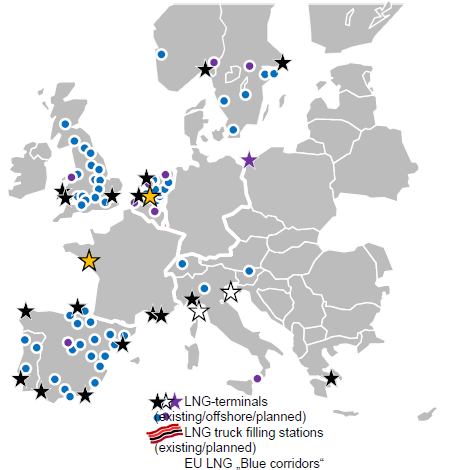 LNG-terminals
(existing/offshore/planned)
LNG truck filling stations
(existing/planned)
EU LNG „Blue corridors“